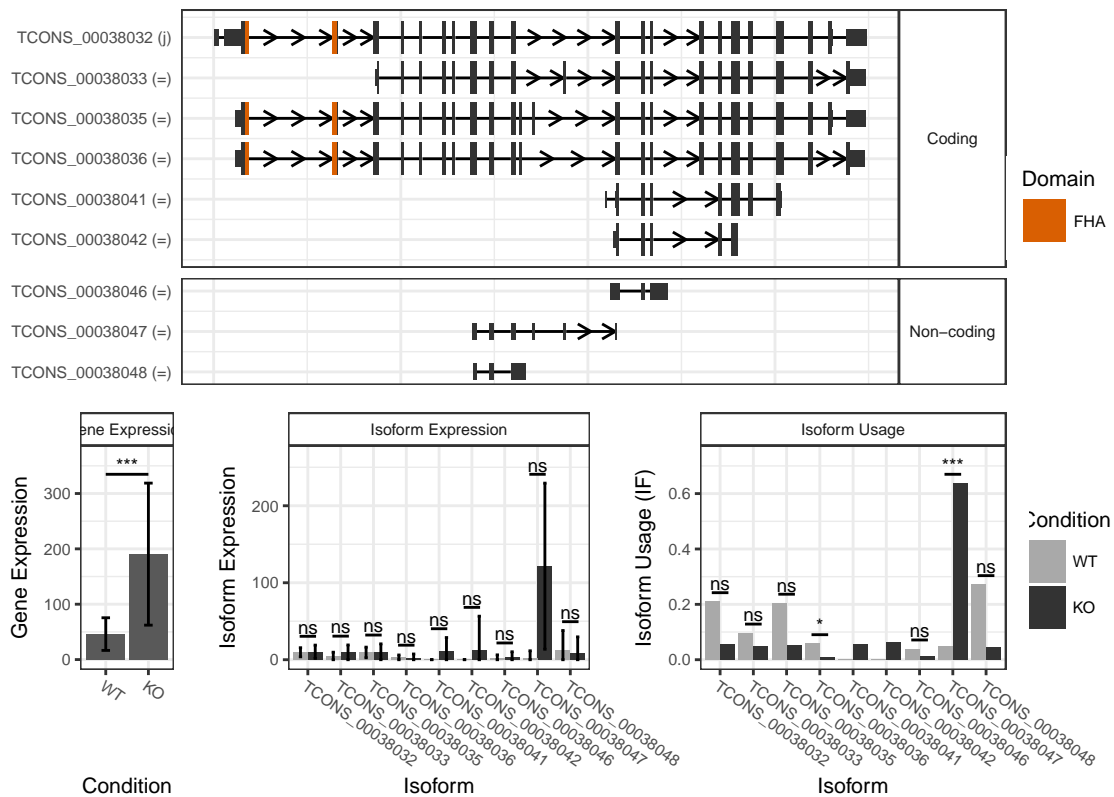 TCONS_00038032 (j)
TCONS_00038033 (=)
TCONS_00038035 (=)
TCONS_00038036 (=)
TCONS_00038041 (=)
TCONS_00038042 (=)
Coding
Domain
FHA
TCONS_00038046 (=)
TCONS_00038047 (=)
TCONS_00038048 (=)
Non−coding
ene Expressio
Gene Expression
300
200
100
0
***
WT
KO
Condition
Isoform Expression
Isoform Expression
200
100
0
ns
ns
ns
ns
ns
ns
ns
ns
ns
TCONS_00038032
TCONS_00038033
TCONS_00038035
TCONS_00038036
TCONS_00038041
TCONS_00038042
TCONS_00038046
TCONS_00038047
TCONS_00038048
Isoform
Isoform Usage
Isoform Usage (IF)
0.6
0.4
0.2
0.0
ns
ns
ns
*
ns
***
ns
TCONS_00038032
TCONS_00038033
TCONS_00038035
TCONS_00038036
TCONS_00038041
TCONS_00038042
TCONS_00038046
TCONS_00038047
TCONS_00038048
Isoform
Condition
WT
KO